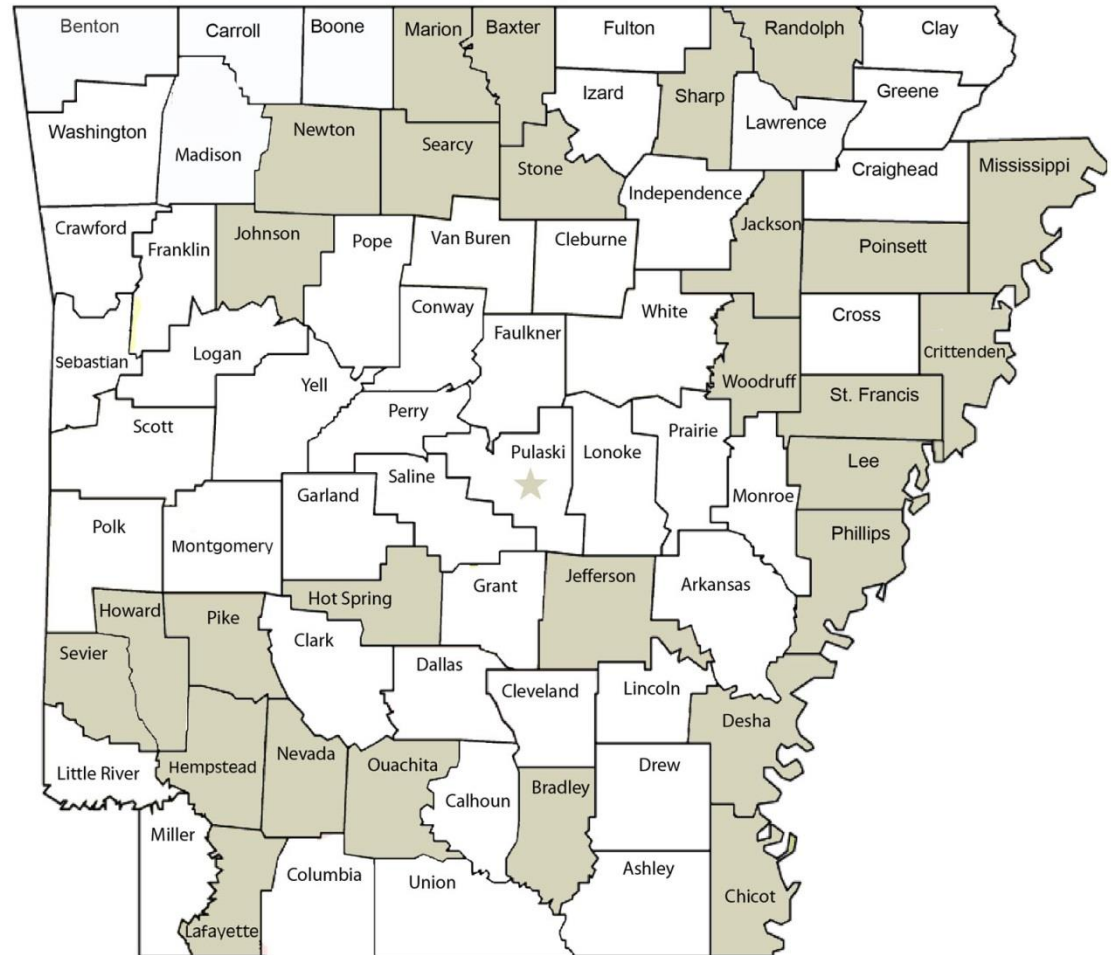 Benton
Carroll
Boone
Marion
Baxter
Fulton
Randolph
Clay
Izard
Sharp
Greene
Lawrence
Washington
Madison
Newton
Searcy
Stone
Independence
Craighead
Mississippi
Crawford
Franklin
Johnson
Pope
Van Buren
Cleburne
Jackson
Poinsett
Conway
White
Cross
Faulkner
Sebastian
Logan
Yell
Woodruff
Crittenden
St. Francis
Scott
Perry
Pulaski
Lonoke
Prairie
Lee
Saline
Garland
Monroe
Polk
Montgomery
Phillips
Grant
Jefferson
Arkansas
Howard
Pike
Hot Spring
Clark
Sevier
Dallas
Cleveland
Lincoln
Desha
Little River
Hempstead
Nevada
Ouachita
Calhoun
Bradley
Drew
Miller
Columbia
Union
Ashley
Chicot
Lafayette